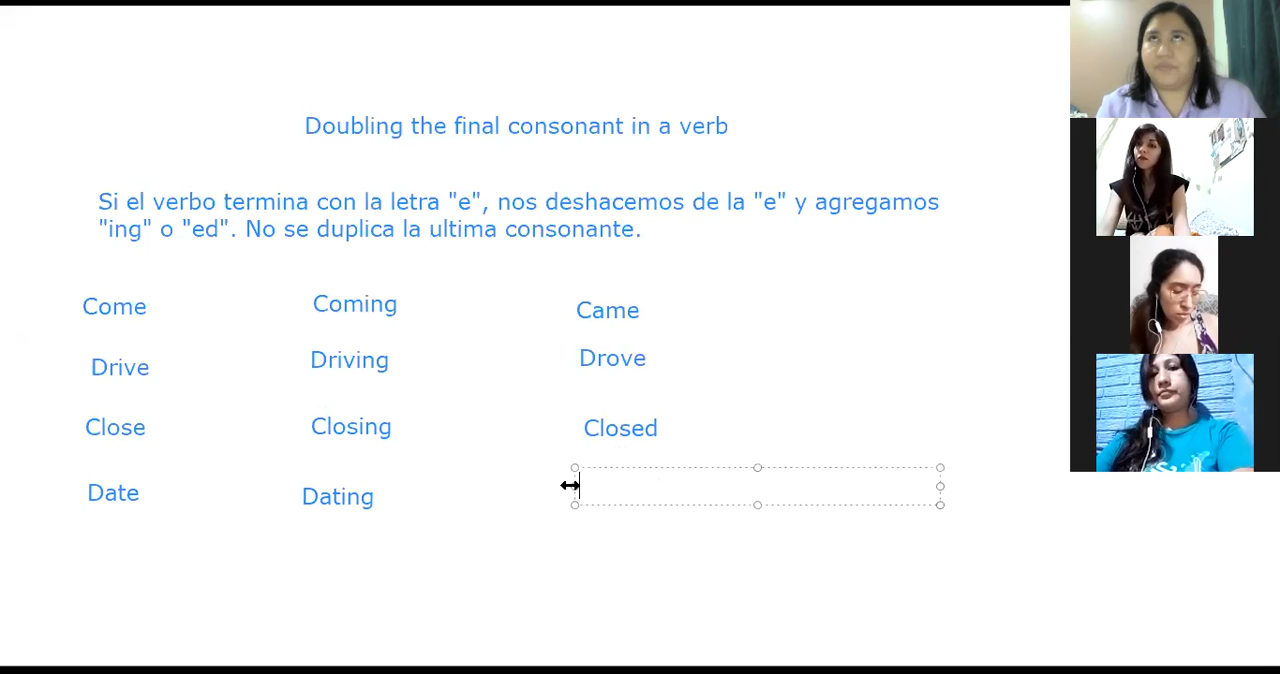 Doubling the final consonant in a verb
Si el verbo termina con la letra "e", nos deshacemos de la "e" y agregamos
"ing" o "ed". No se duplica la ultima consonante.
Come Coming Came
Drive Driving Drove
Close Closing Closed
Date Dating